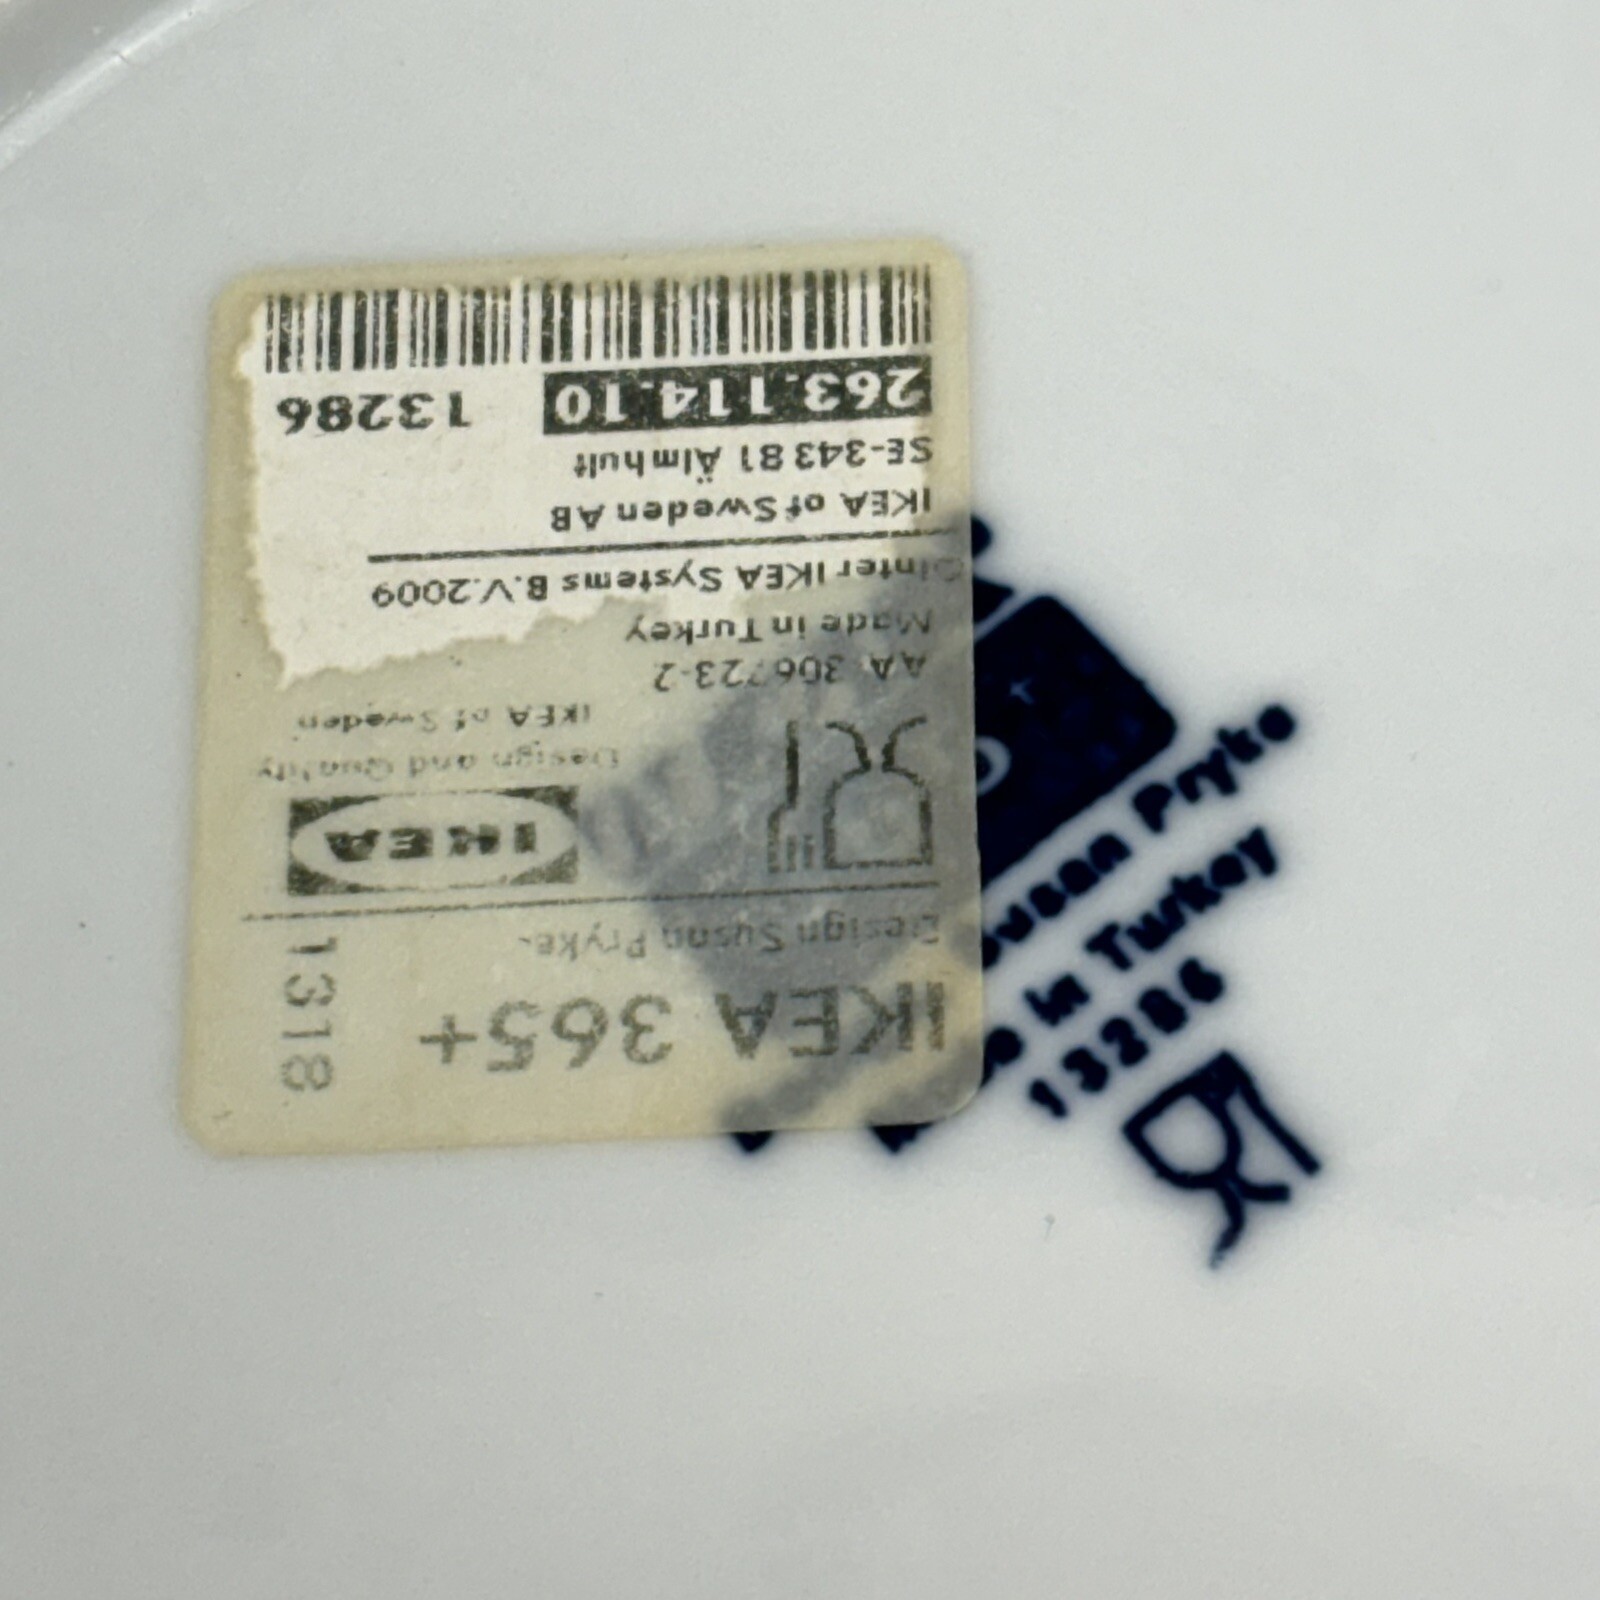 IKEA 365+
Design Susan Pryke
1318
IKEA
Design and Quality
IKEA of Sweden
AA 306723-2
Made in Turkey
©Inter IKEA Systems B.V. 2009
IKEA of Sweden AB
SE-343 81 Älmhult
263.114.10
13286
Susan Pryke
in Turkey
13286